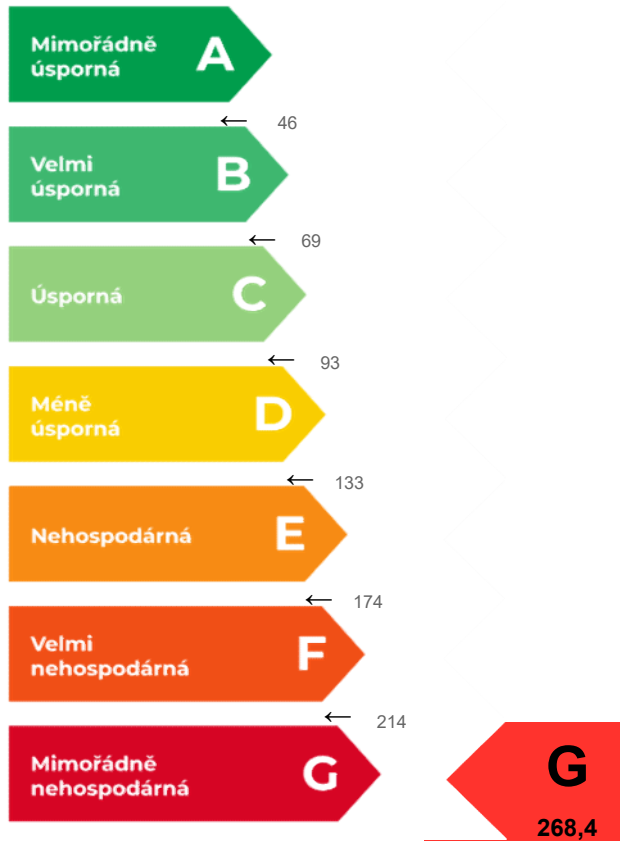 Mimořádně
úsporná
A
← 46
Velmi
úsporná
B
← 69
Úsporná
C
← 93
Méně
úsporná
D
← 133
Nehospodárná
E
← 174
Velmi
nehospodárná
F
← 214
Mimořádně
nehospodárná
G
G
268,4